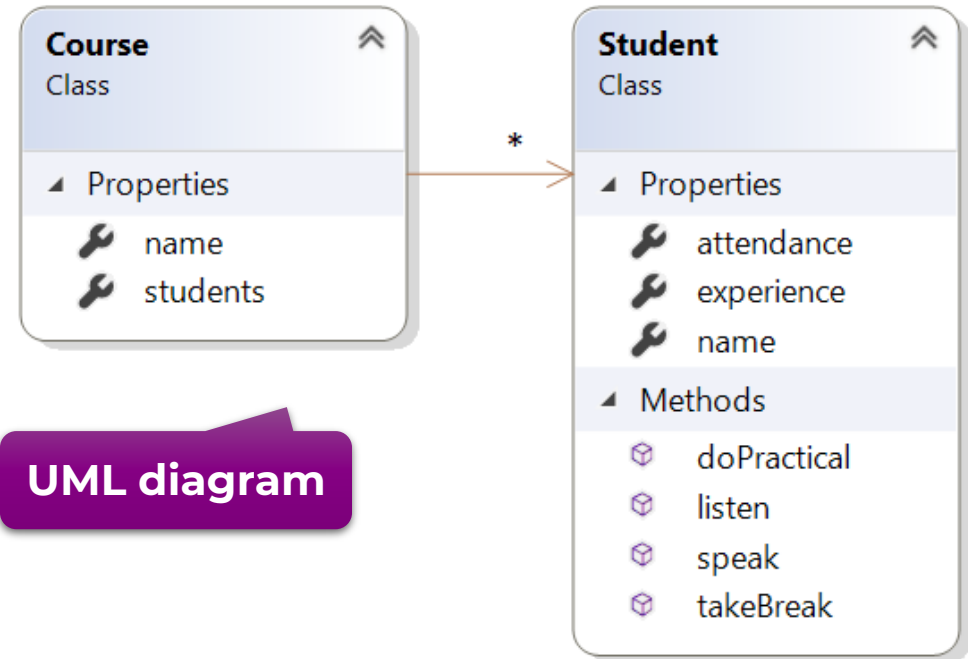 Course
Class
Properties
name
students
*
Student
Class
Properties
attendance
experience
name
Methods
doPractical
listen
speak
takeBreak
UML diagram